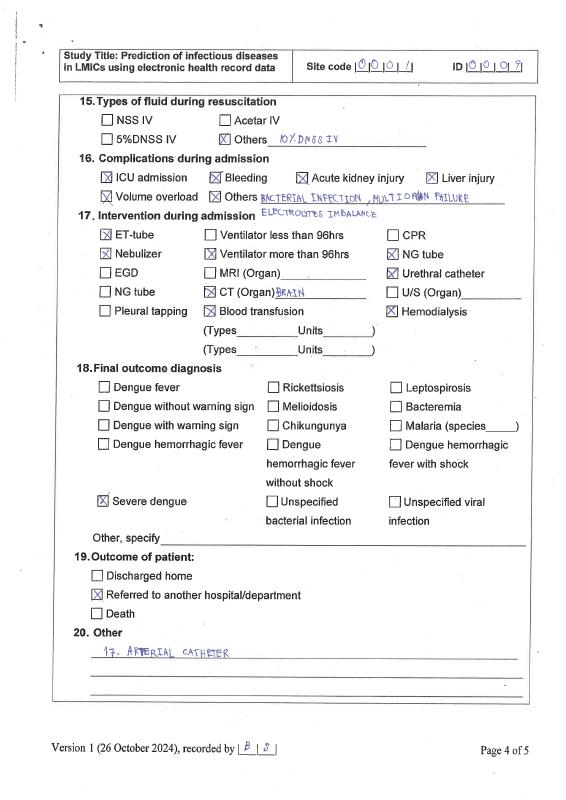 Study Title: Prediction of infectious diseases
in LMICs using electronic health record data
Site code |0|0|0|1| ID |0|0|0|9|
15. Types of fluid during resuscitation
☐ NSS IV ☐ Acetar IV
☐ 5%DNSS IV ☒ Others 10%DNSS IV
16. Complications during admission
☒ ICU admission ☒ Bleeding ☒ Acute kidney injury ☒ Liver injury
☒ Volume overload ☒ Others BACTERIAL INFECTION, MULTIORGAN FAILURE
17. Intervention during admission ELECTROLYTES IMBALANCE
☒ ET-tube ☐ Ventilator less than 96hrs ☐ CPR
☒ Nebulizer ☒ Ventilator more than 96hrs ☒ NG tube
☐ EGD ☐ MRI (Organ)__________ ☒ Urethral catheter
☐ NG tube ☒ CT (Organ) BRAIN ☐ U/S (Organ)__________
☐ Pleural tapping ☒ Blood transfusion ☒ Hemodialysis
(Types__________Units________)
(Types__________Units________)
18. Final outcome diagnosis
☐ Dengue fever ☐ Rickettsiosis ☐ Leptospirosis
☐ Dengue without warning sign ☐ Melloidosis ☐ Bacteremia
☐ Dengue with warning sign ☐ Chikungunya ☐ Malaria (species_____)
☐ Dengue hemorrhagic fever ☐ Dengue ☐ Dengue hemorrhagic
hemorrhagic fever fever with shock
without shock
☒ Severe dengue ☐ Unspecified ☐ Unspecified viral
bacterial infection infection
Other, specify__________
19. Outcome of patient:
☐ Discharged home
☒ Referred to another hospital/department
☐ Death
20. Other
17. ARTERIAL CATHETER
Version 1 (26 October 2024), recorded by |B|S|
Page 4 of 5